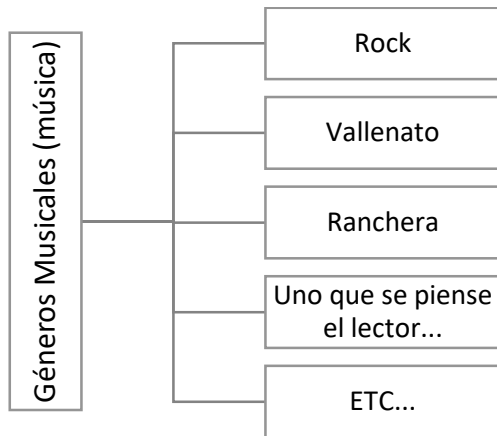 Géneros Musicales (música)
Rock
Vallenato
Ranchera
Uno que se piense
el lector...
ETC...